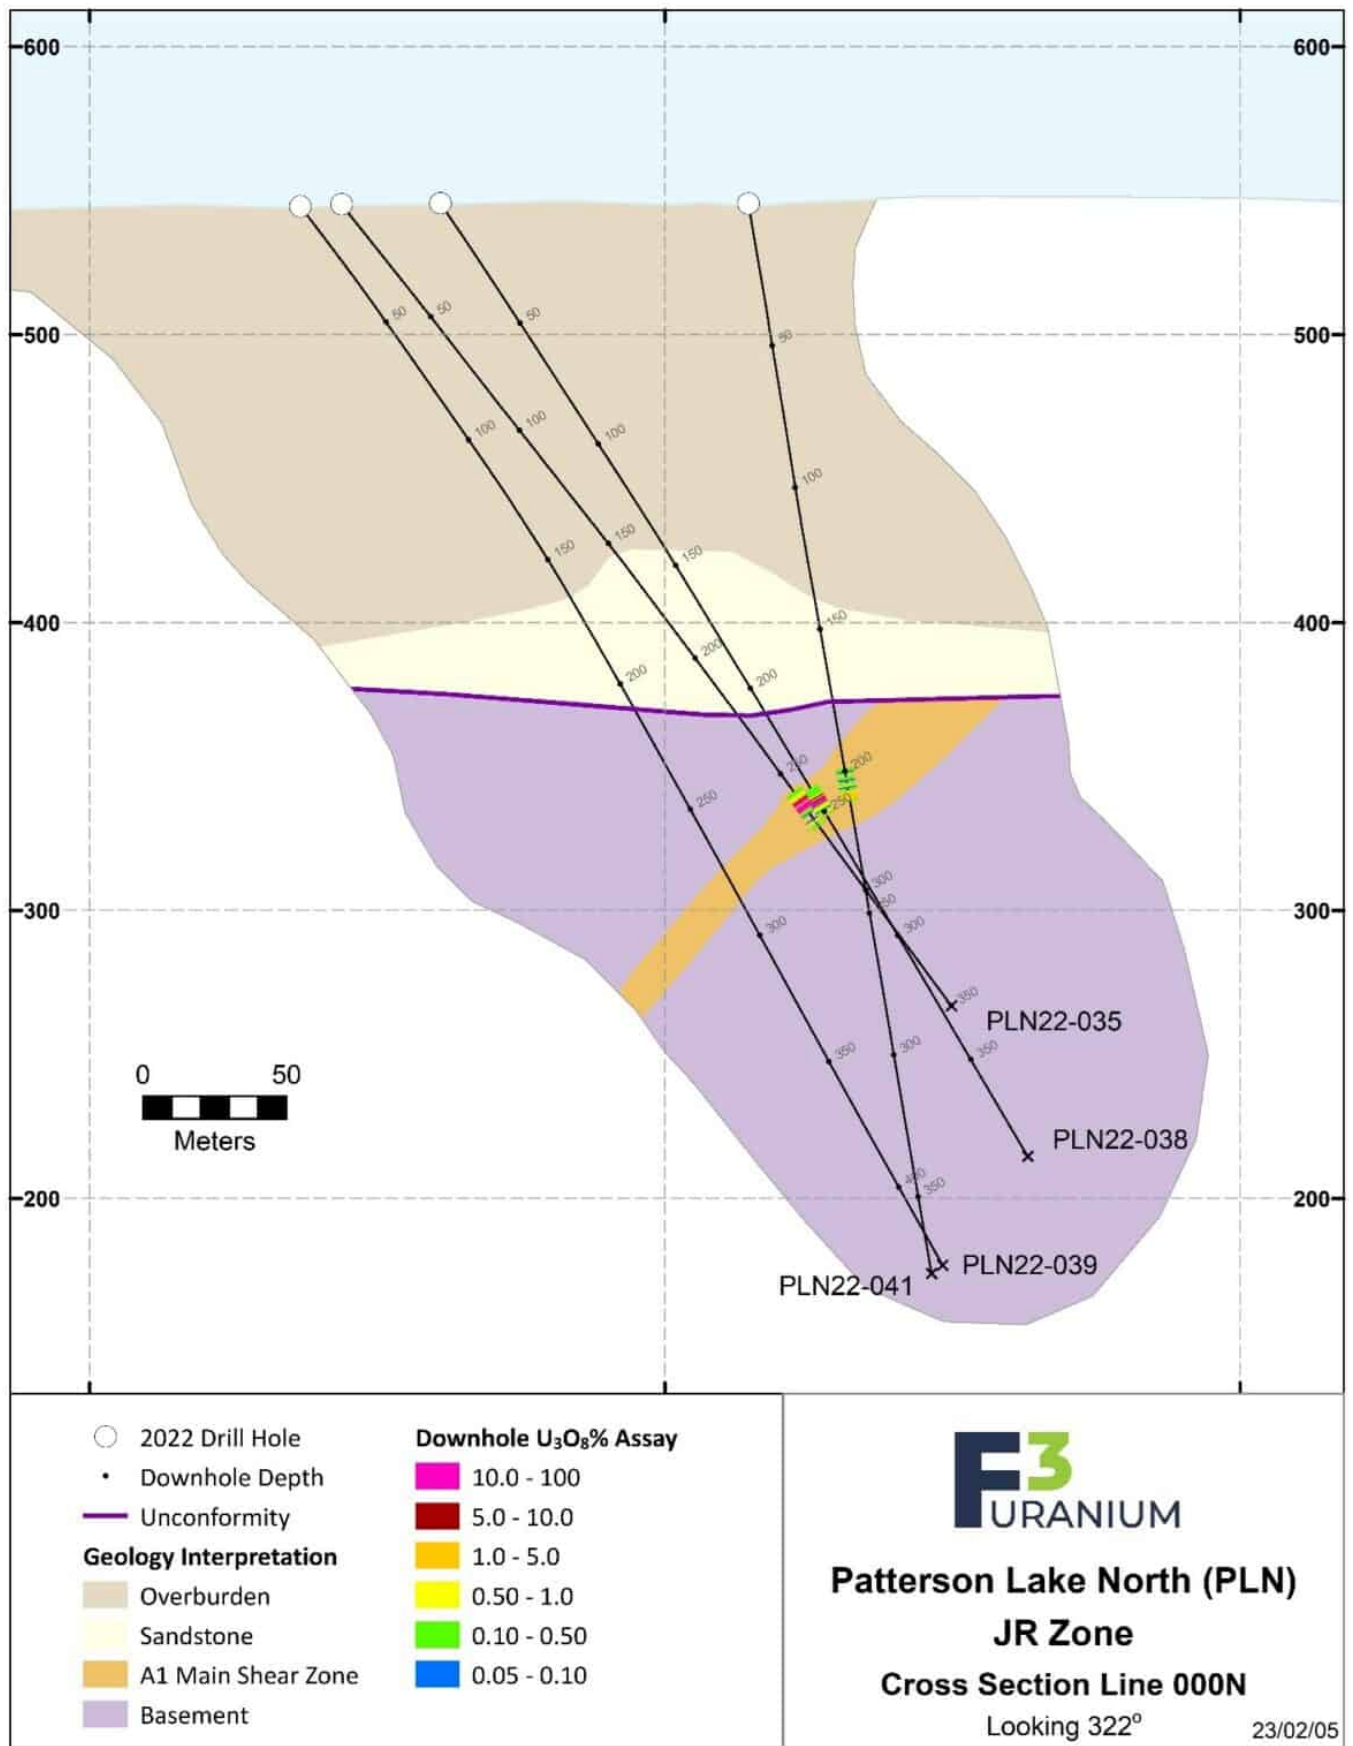 600
600
50
50
50
50
500
500
100
100
100
100
150
150
150
150
400
400
200
200
200
200
250
250
250
250
300
300
300
300
300
350
PLN22-035
300
350
350
0
50
Meters
PLN22-038
200
400
350
200
PLN22-039
PLN22-041
2022 Drill Hole
Downhole Depth
Unconformity
Geology Interpretation
Overburden
Sandstone
A1 Main Shear Zone
Basement
Downhole U₃O₈% Assay
10.0 - 100
5.0 - 10.0
1.0 - 5.0
0.50 - 1.0
0.10 - 0.50
0.05 - 0.10
F3
URANIUM
Patterson Lake North (PLN)
JR Zone
Cross Section Line 000N
Looking 322°
23/02/05